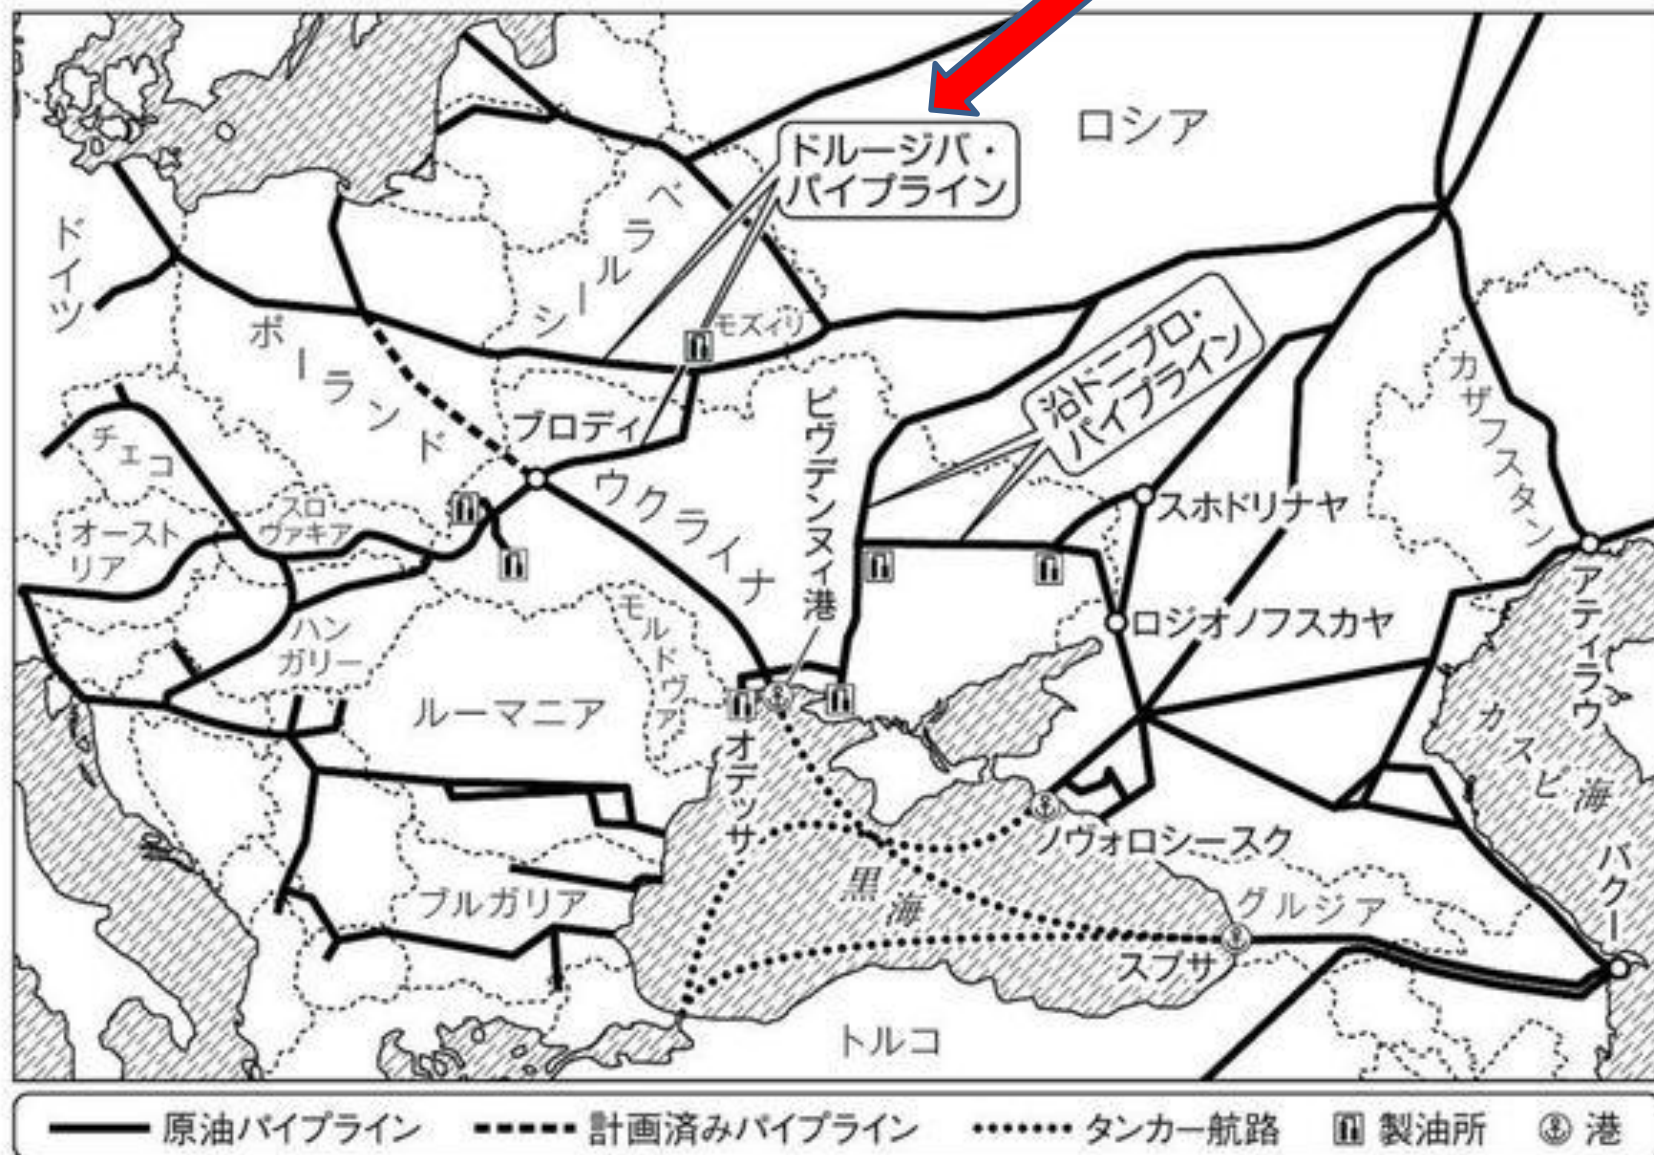 ドルージバ・
パイプライン
ロシア
ベラルーシ
ドイツ
ポーランド
モズィリ
沿ドニプロ・
パイプライン
カザフスタン
ピヴデンヌィ港
ブロディ
チェコ
ウクライナ
スロ
ヴァキア
オースト
リア
スホドリナヤ
アティラウ
ロジオノフスカヤ
モルドヴァ
ハン
ガリー
ルーマニア
オデッサ
カスピ海
ノヴォロシースク
バクー
黒海
ブルガリア
グルジア
スプサ
トルコ
原油パイプライン
計画済みパイプライン
タンカー航路
製油所
港